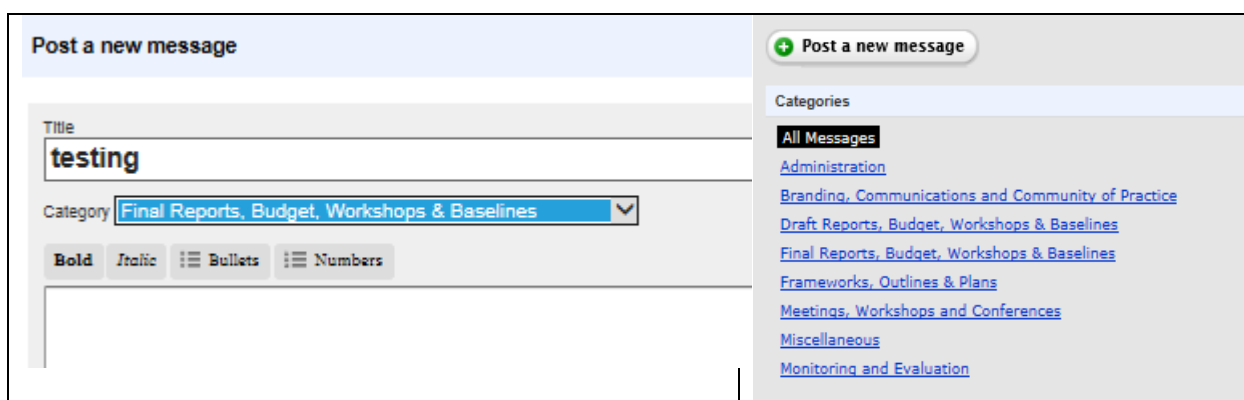 Post a new message
Title
testing
Category Final Reports, Budget, Workshops & Baselines
Bold Italic Bullets Numbers
Post a new message
Categories
All Messages
Administration
Branding, Communications and Community of Practice
Draft Reports, Budget, Workshops & Baselines
Final Reports, Budget, Workshops & Baselines
Frameworks, Outlines & Plans
Meetings, Workshops and Conferences
Miscellaneous
Monitoring and Evaluation